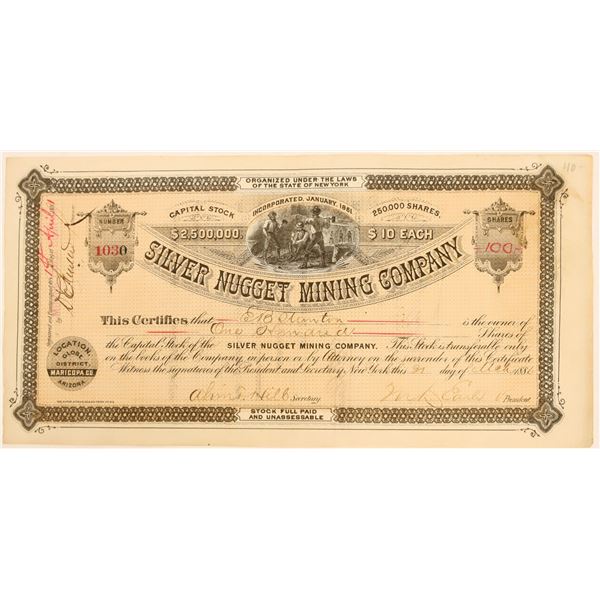 ORGANIZED UNDER THE LAWS
OF THE STATE OF NEW YORK
INCORPORATED, JANUARY, 1881.
CAPITAL STOCK
250,000 SHARES.
$2,500,000.
$10 EACH
NUMBER
1030
SHARES
100
110-
SILVER NUGGET MINING COMPANY
This Certifies that E B Stanton is the owner of
One Hundred Shares of
the Capital Stock of the SILVER NUGGET MINING COMPANY. This Stock is transferable only
on the books of the Company, in person or by Attorney on the surrender of this Certificate
Witness the signatures of the President and Secretary, New York this day of 188
Secretary
President
LOCATION:
GLOBE
DISTRICT,
MARICOPA CO.
ARIZONA
STOCK FULL PAID
AND UNASSESSABLE